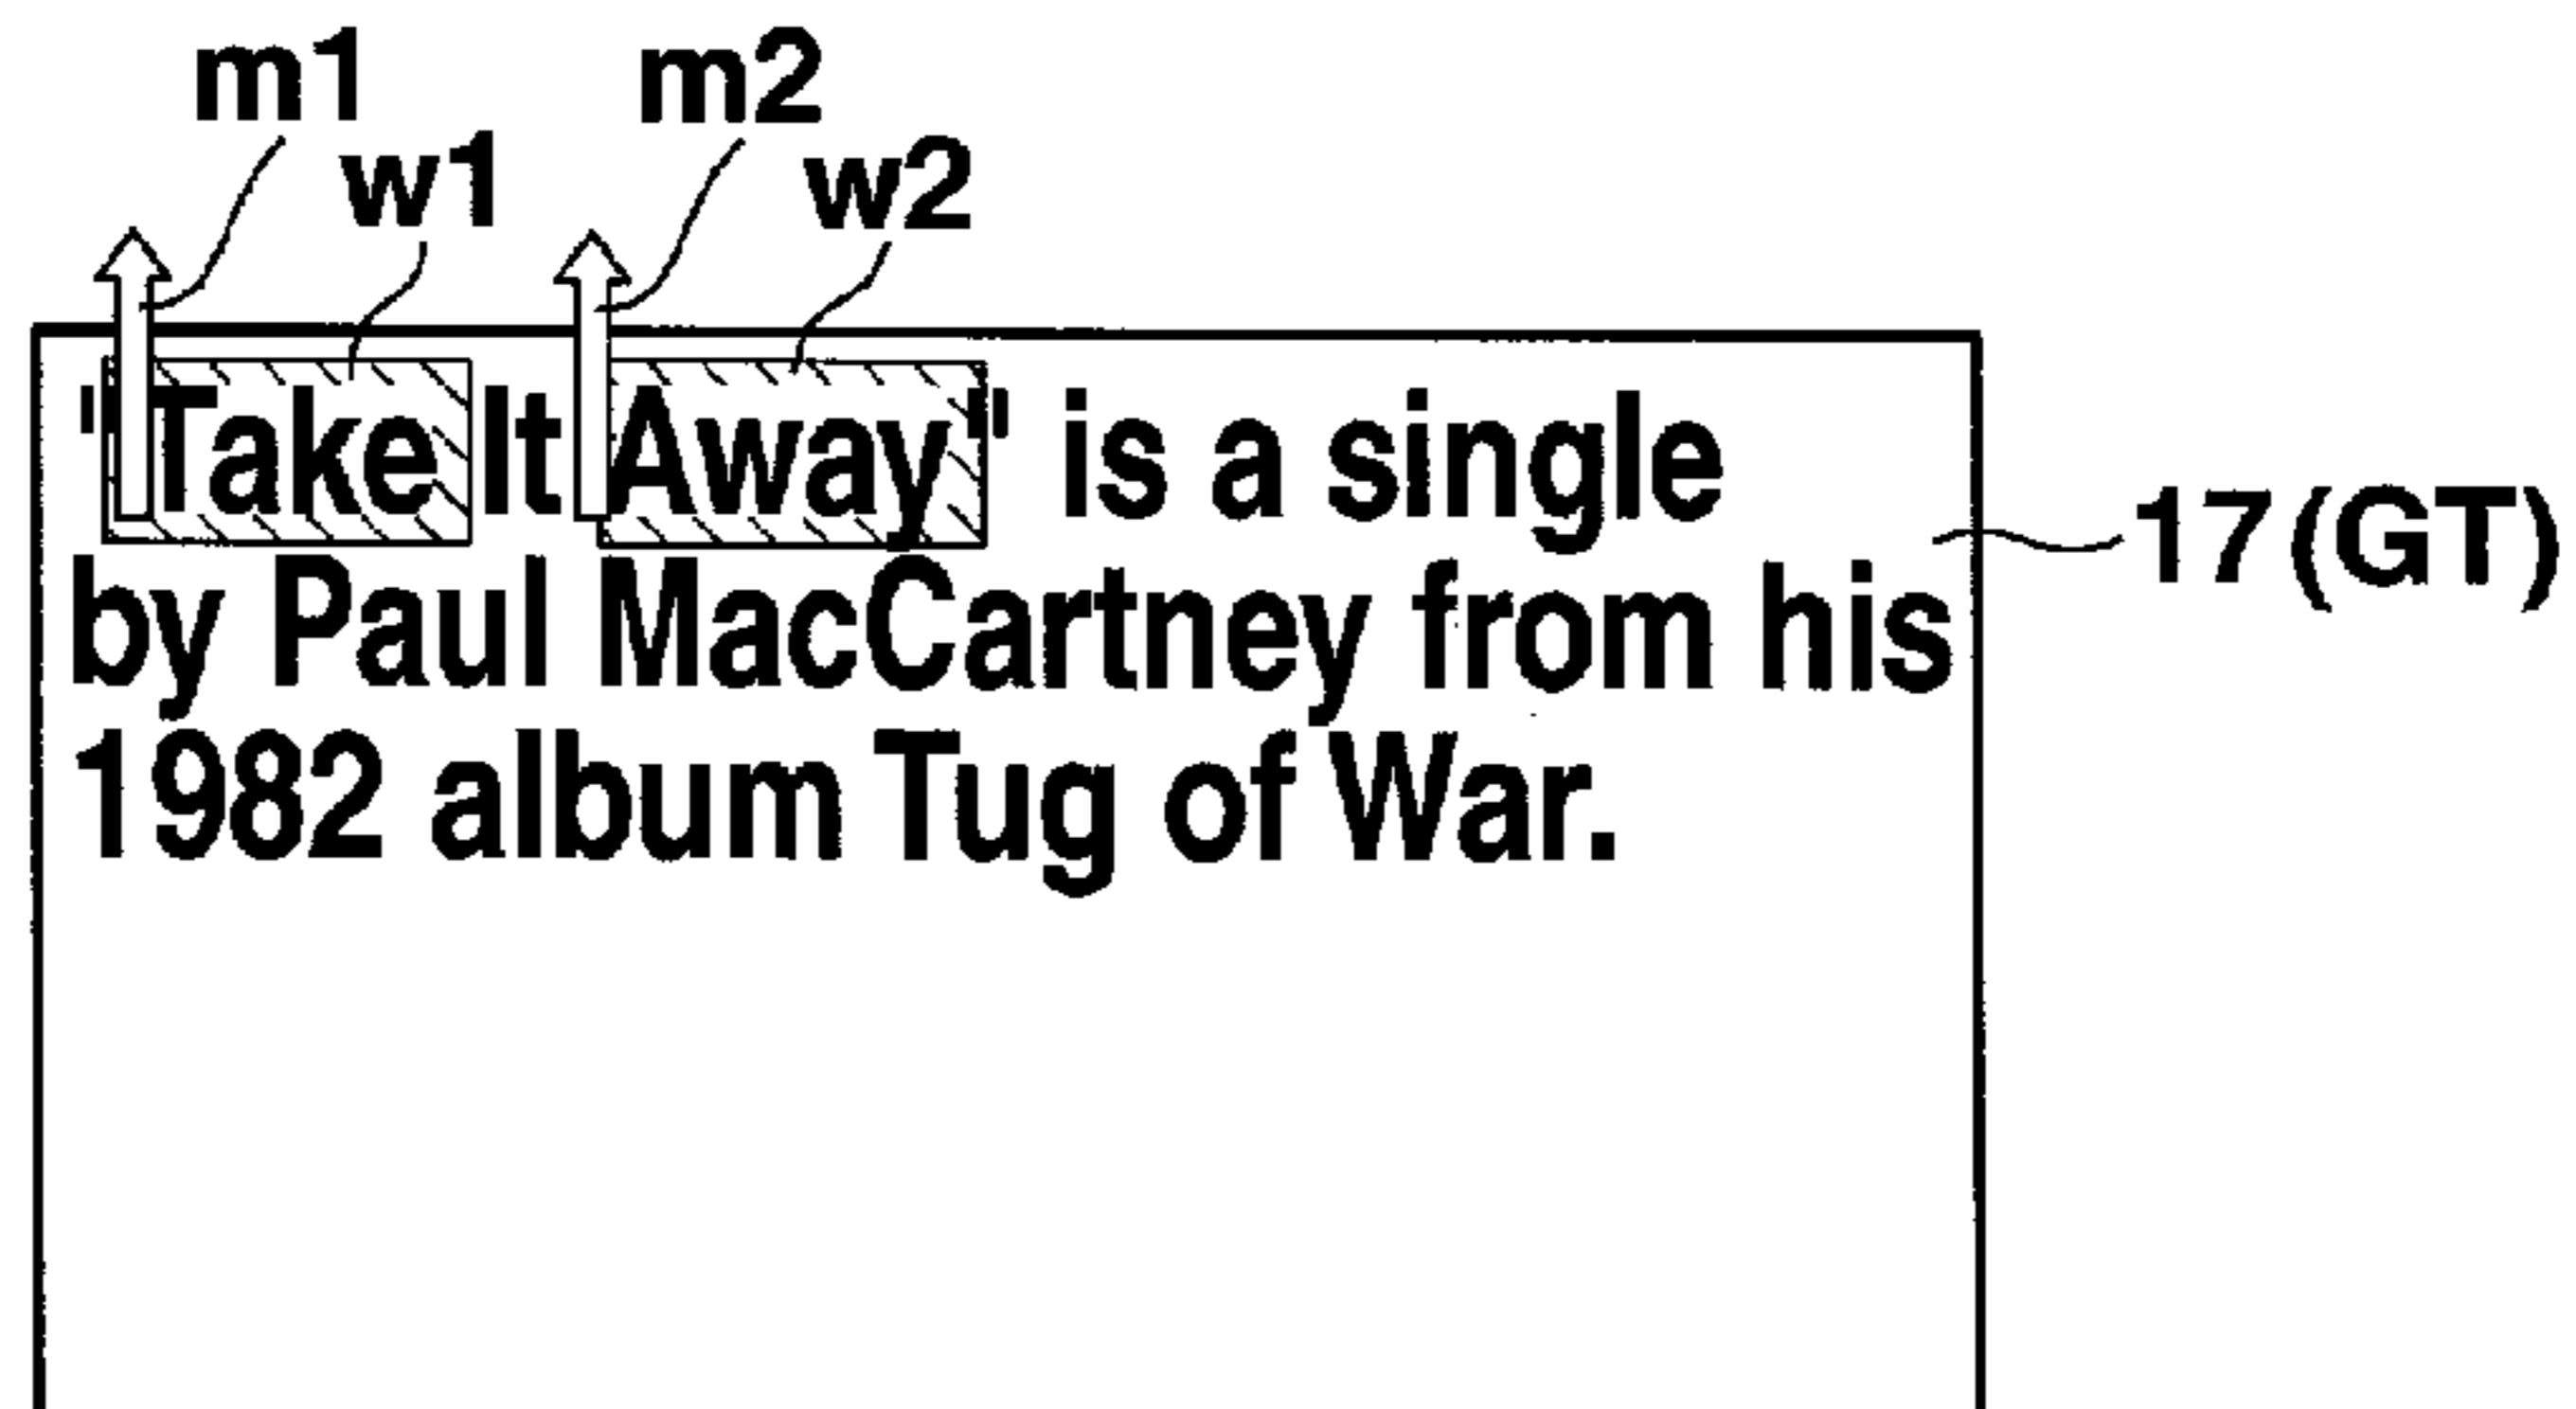 m1
m2
w1
w2
"Take It Away" is a single
by Paul MacCartney from his
1982 album Tug of War.
17(GT)